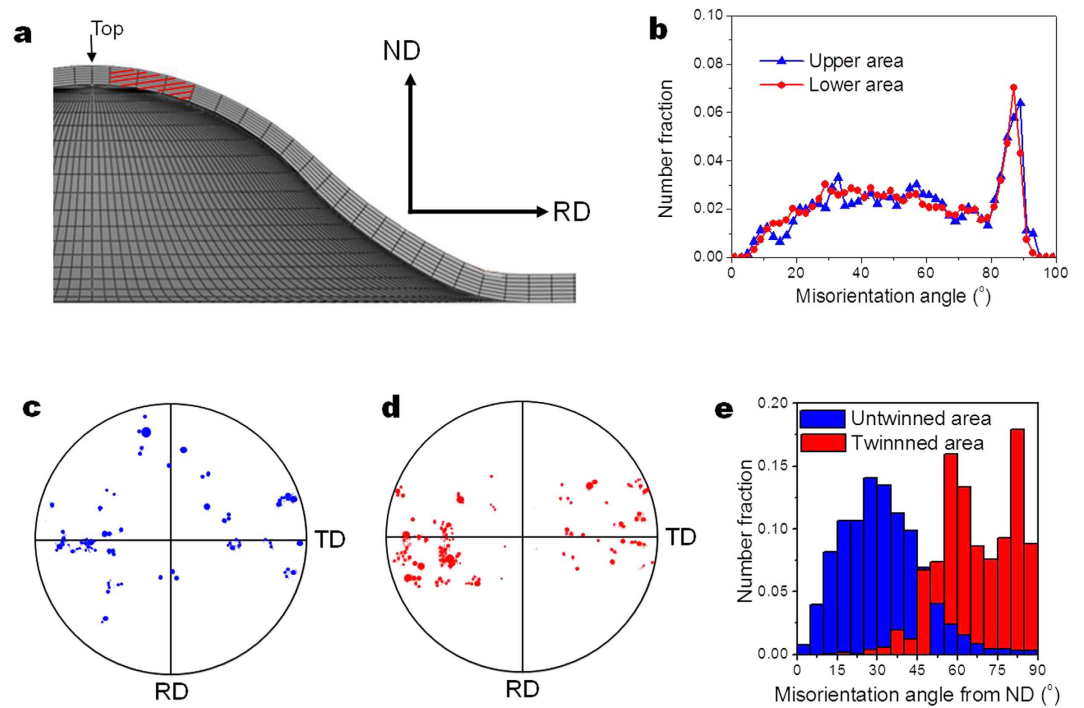 a
Top
ND
RD
b
0.10
0.08
0.06
0.04
0.02
0.00
Number fraction
Upper area
Lower area
0 20 40 60 80 100
Misorientation angle (°)
c
TD
RD
d
TD
RD
e
0.20
0.15
0.10
0.05
0.00
Number fraction
Untwinned area
Twinnned area
0 15 30 45 60 75 90
Misorientation angle from ND (°)